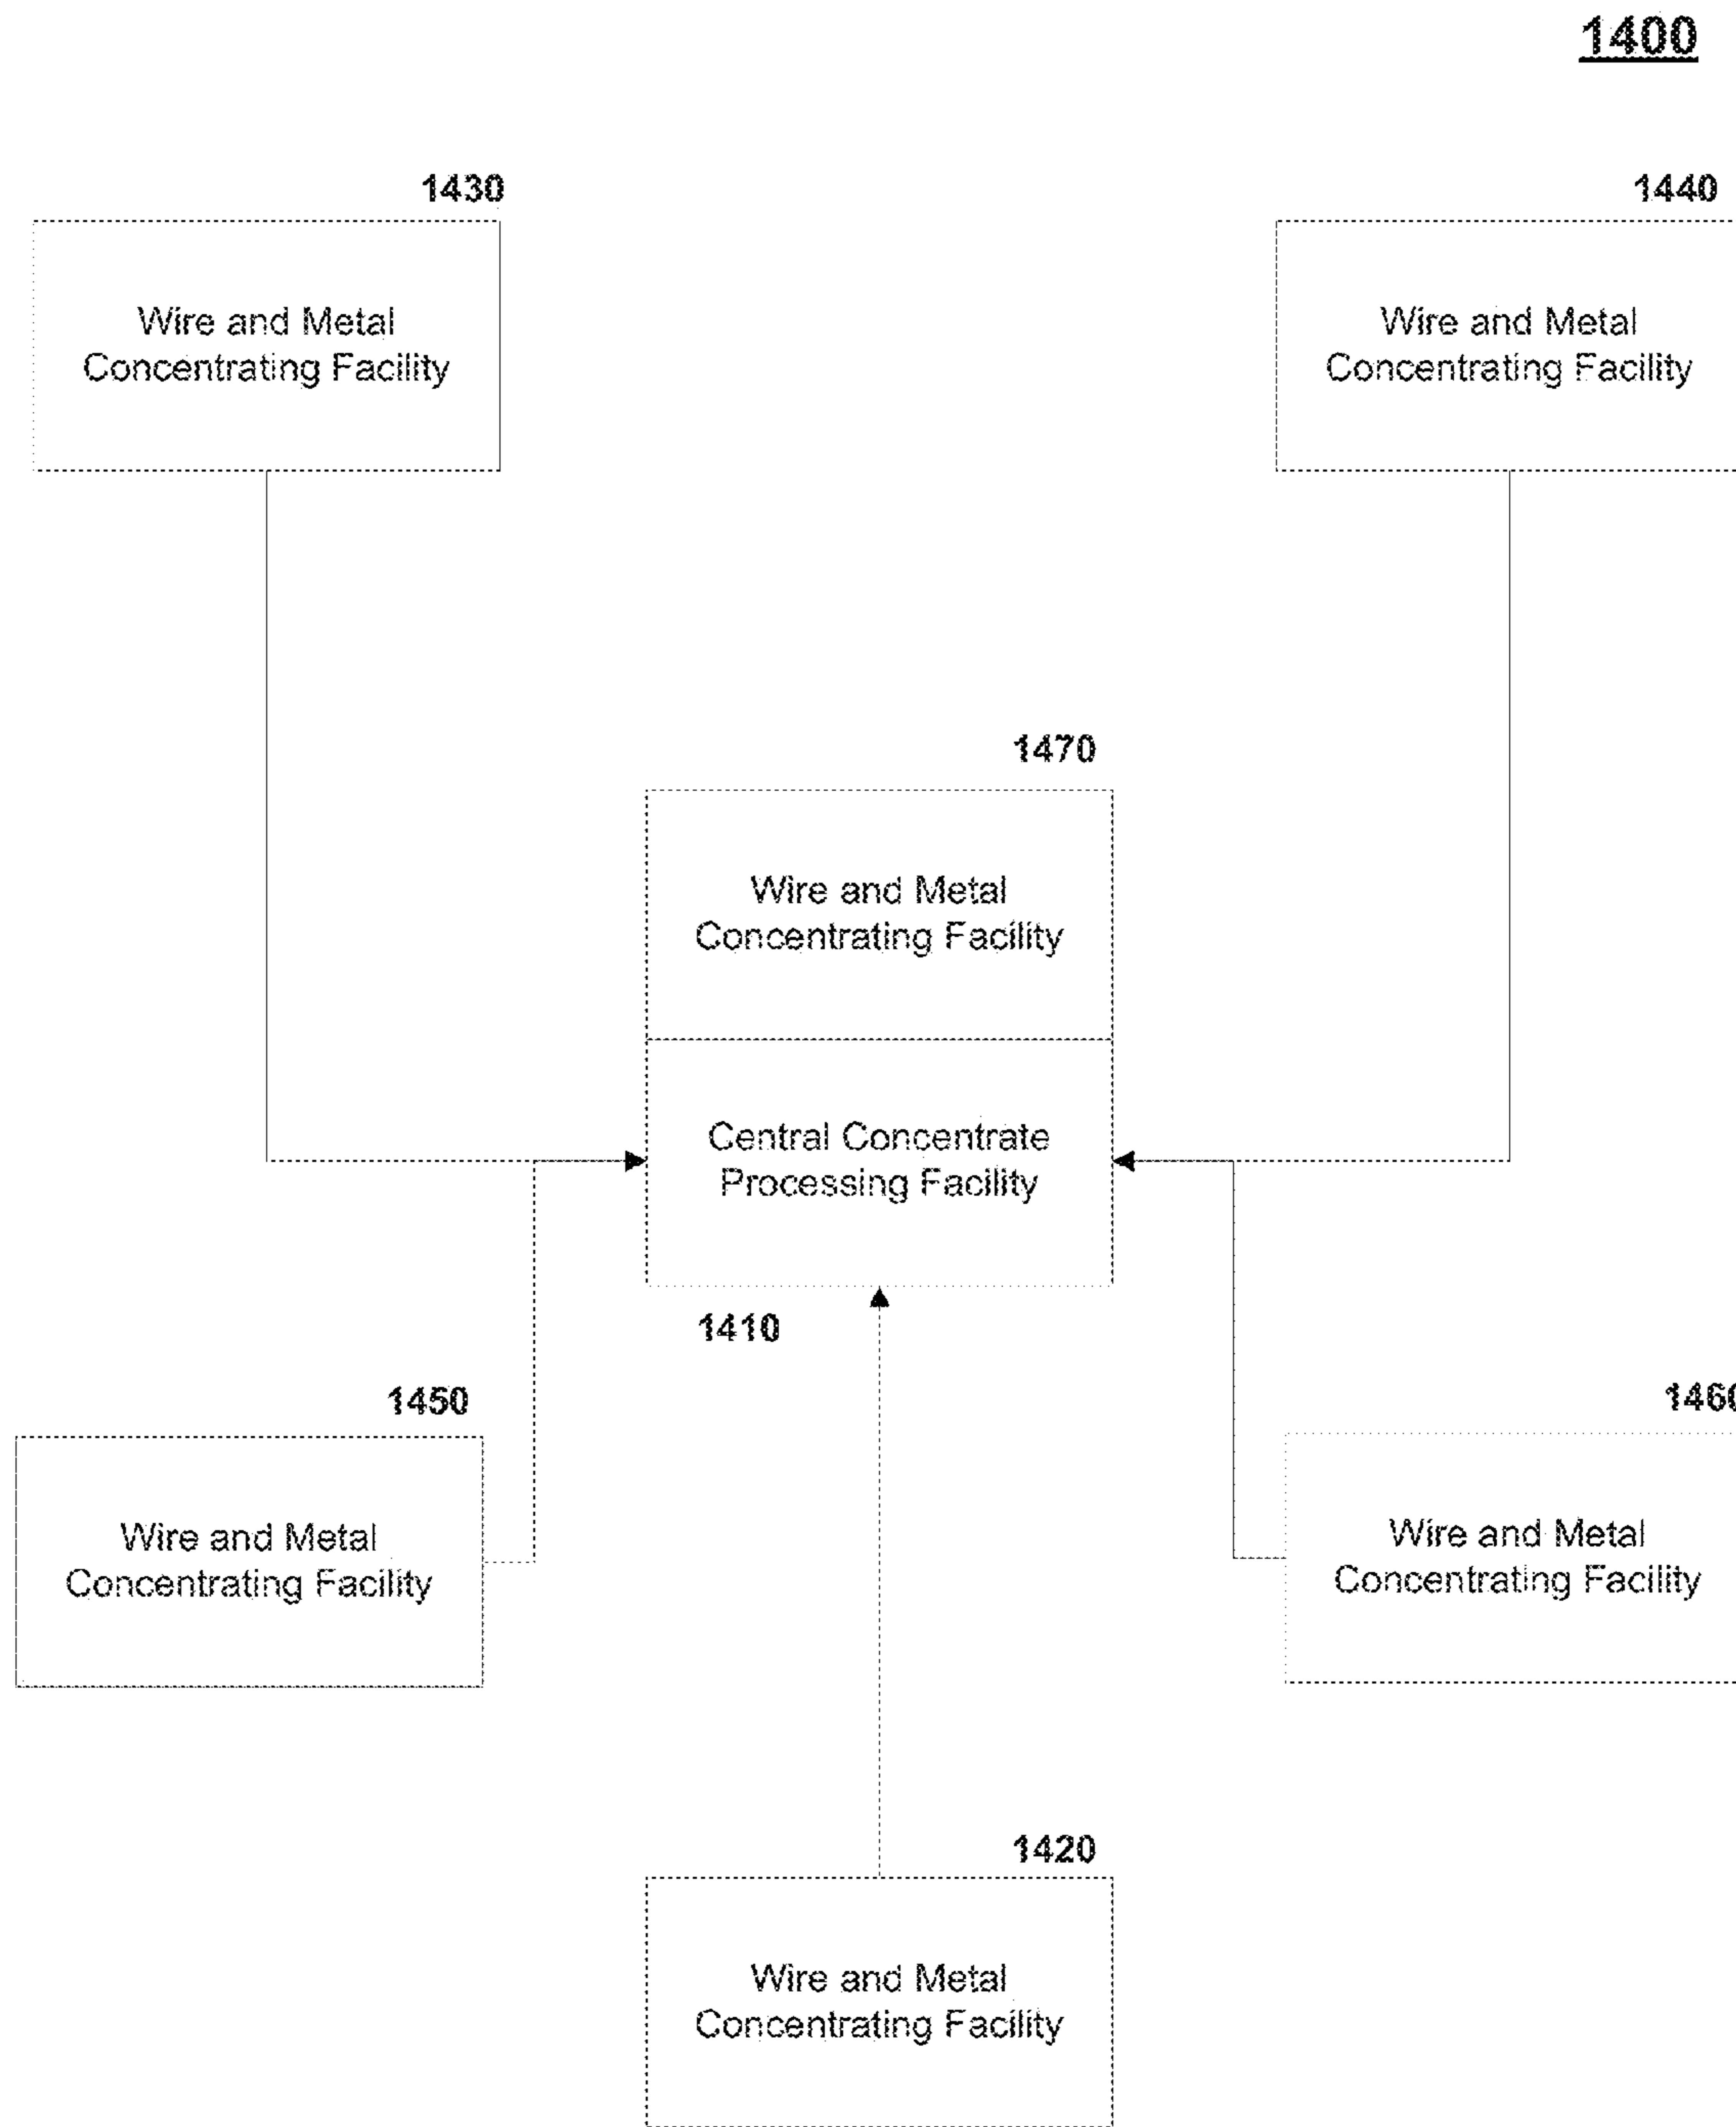 1400
1430
Wire and Metal
Concentrating Facility
1440
Wire and Metal
Concentrating Facility
1470
Wire and Metal
Concentrating Facility
Central Concentrate
Processing Facility
1410
1450
Wire and Metal
Concentrating Facility
1460
Wire and Metal
Concentrating Facility
1420
Wire and Metal
Concentrating Facility